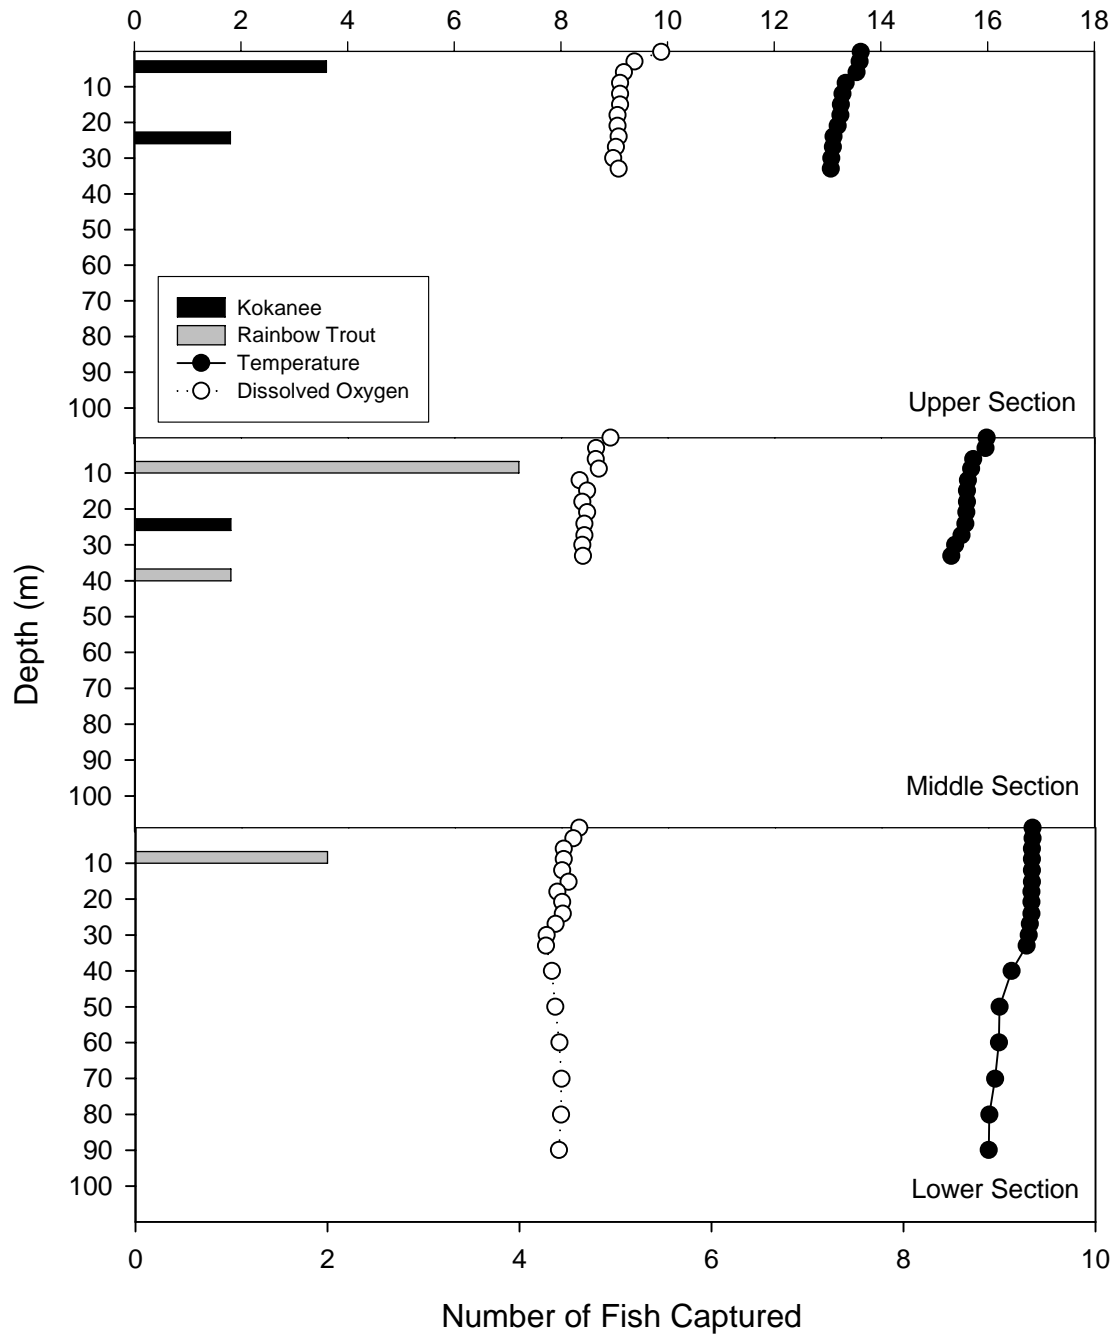 0 2 4 6 8 10 12 14 16 18
10
20
30
40
50
60
70
80
90
100
Kokanee
Rainbow Trout
Temperature
Dissolved Oxygen
Upper Section
10
20
30
40
50
60
70
80
90
100
Middle Section
Depth (m)
10
20
30
40
50
60
70
80
90
100
Lower Section
0 2 4 6 8 10
Number of Fish Captured